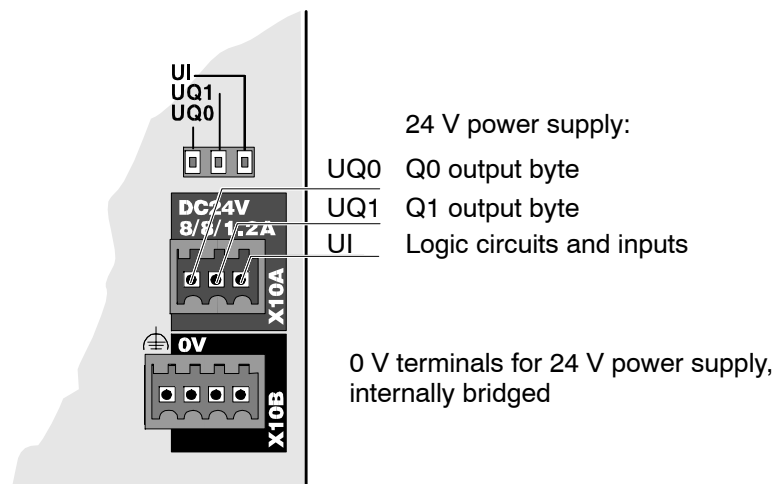 UI
UQ1
UQ0
24 V power supply:
UQ0 Q0 output byte
UQ1 Q1 output byte
UI Logic circuits and inputs
DC24V
8/8/1.2A
X10A
0V
X10B
0 V terminals for 24 V power supply,
internally bridged